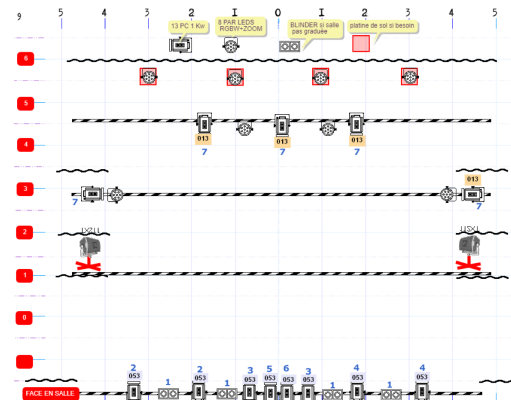 9
5 4 3 2 1 0 1 2 3 4 5
13 PC 1 Kw
8 PAR LEDS
RGBW+ZOOM
BLINDER si salle
pas graduée
platine de sol si besoin
6
5
013 013 013
4
7 7 7
013
3
7 7
2
1
0
2 2 4 4
053 053 3 5 6 3 053 053
053 053 053 053
1 1 1 1
FACE EN SALLE